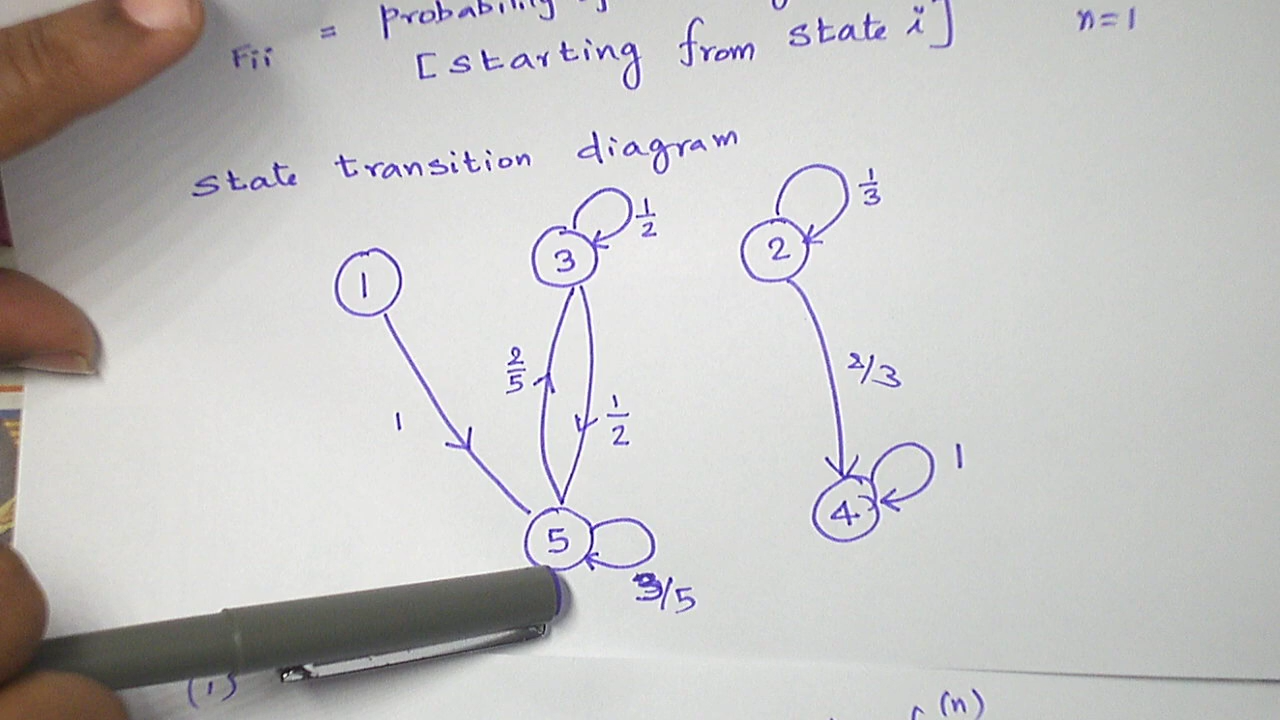 Fii = Probability
[starting from state i] n=1
state transition diagram
1/2 1/3
1 3 2
2/5 1/2 2/3
1 1
5 4
3/5
(1)
(n)